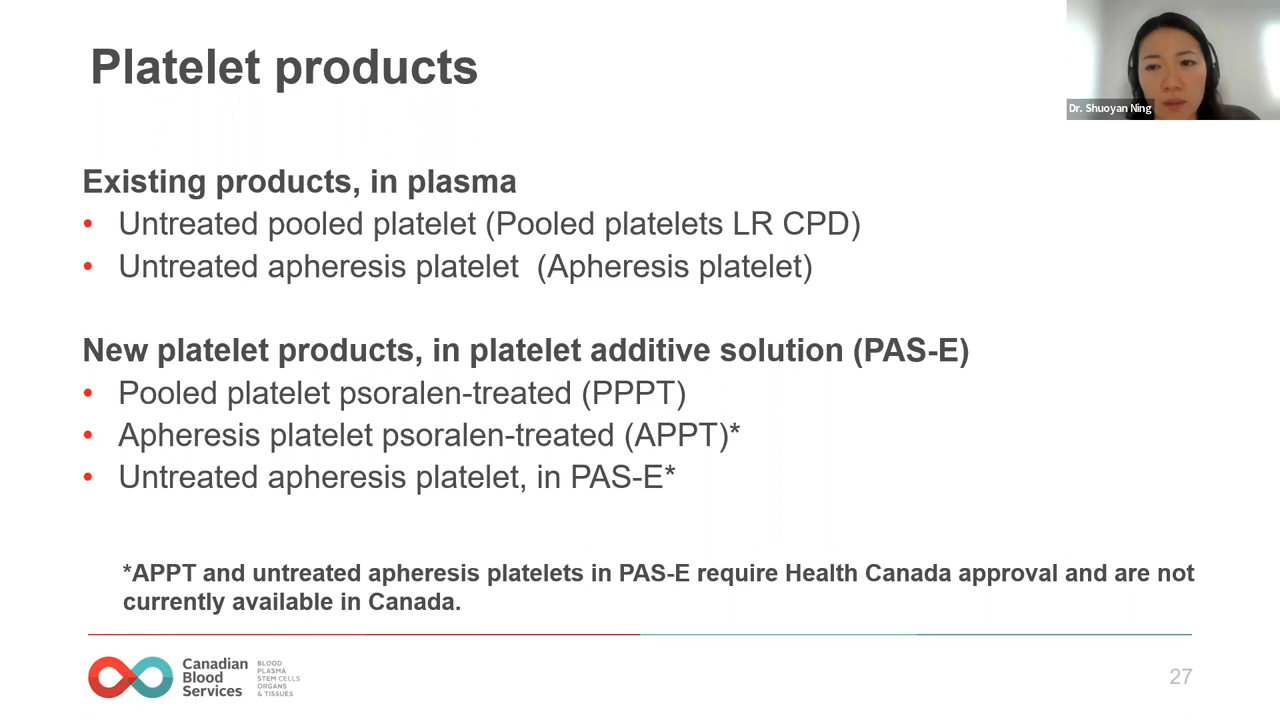 Platelet products
Dr. Shuoyan Ning
Existing products, in plasma
• Untreated pooled platelet (Pooled platelets LR CPD)
• Untreated apheresis platelet (Apheresis platelet)
New platelet products, in platelet additive solution (PAS-E)
• Pooled platelet psoralen-treated (PPPT)
• Apheresis platelet psoralen-treated (APPT)*
• Untreated apheresis platelet, in PAS-E*
*APPT and untreated apheresis platelets in PAS-E require Health Canada approval and are not
currently available in Canada.
Canadian
Blood
Services
BLOOD
PLASMA
STEM CELLS
ORGANS
& TISSUES
27